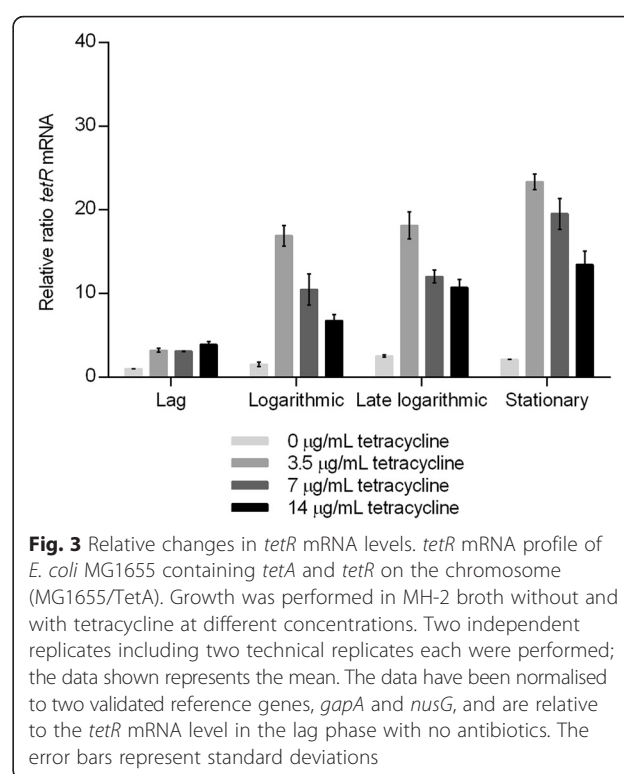 40
30
20
10
0
Relative ratio tetR mRNA
Lag Logarithmic Late logarithmic Stationary
0 μg/mL tetracycline
3.5 μg/mL tetracycline
7 μg/mL tetracycline
14 μg/mL tetracycline
Fig. 3 Relative changes in tetR mRNA levels. tetR mRNA profile of
E. coli MG1655 containing tetA and tetR on the chromosome
(MG1655/TetA). Growth was performed in MH-2 broth without and
with tetracycline at different concentrations. Two independent
replicates including two technical replicates each were performed;
the data shown represents the mean. The data have been normalised
to two validated reference genes, gapA and nusG, and are relative
to the tetR mRNA level in the lag phase with no antibiotics. The
error bars represent standard deviations